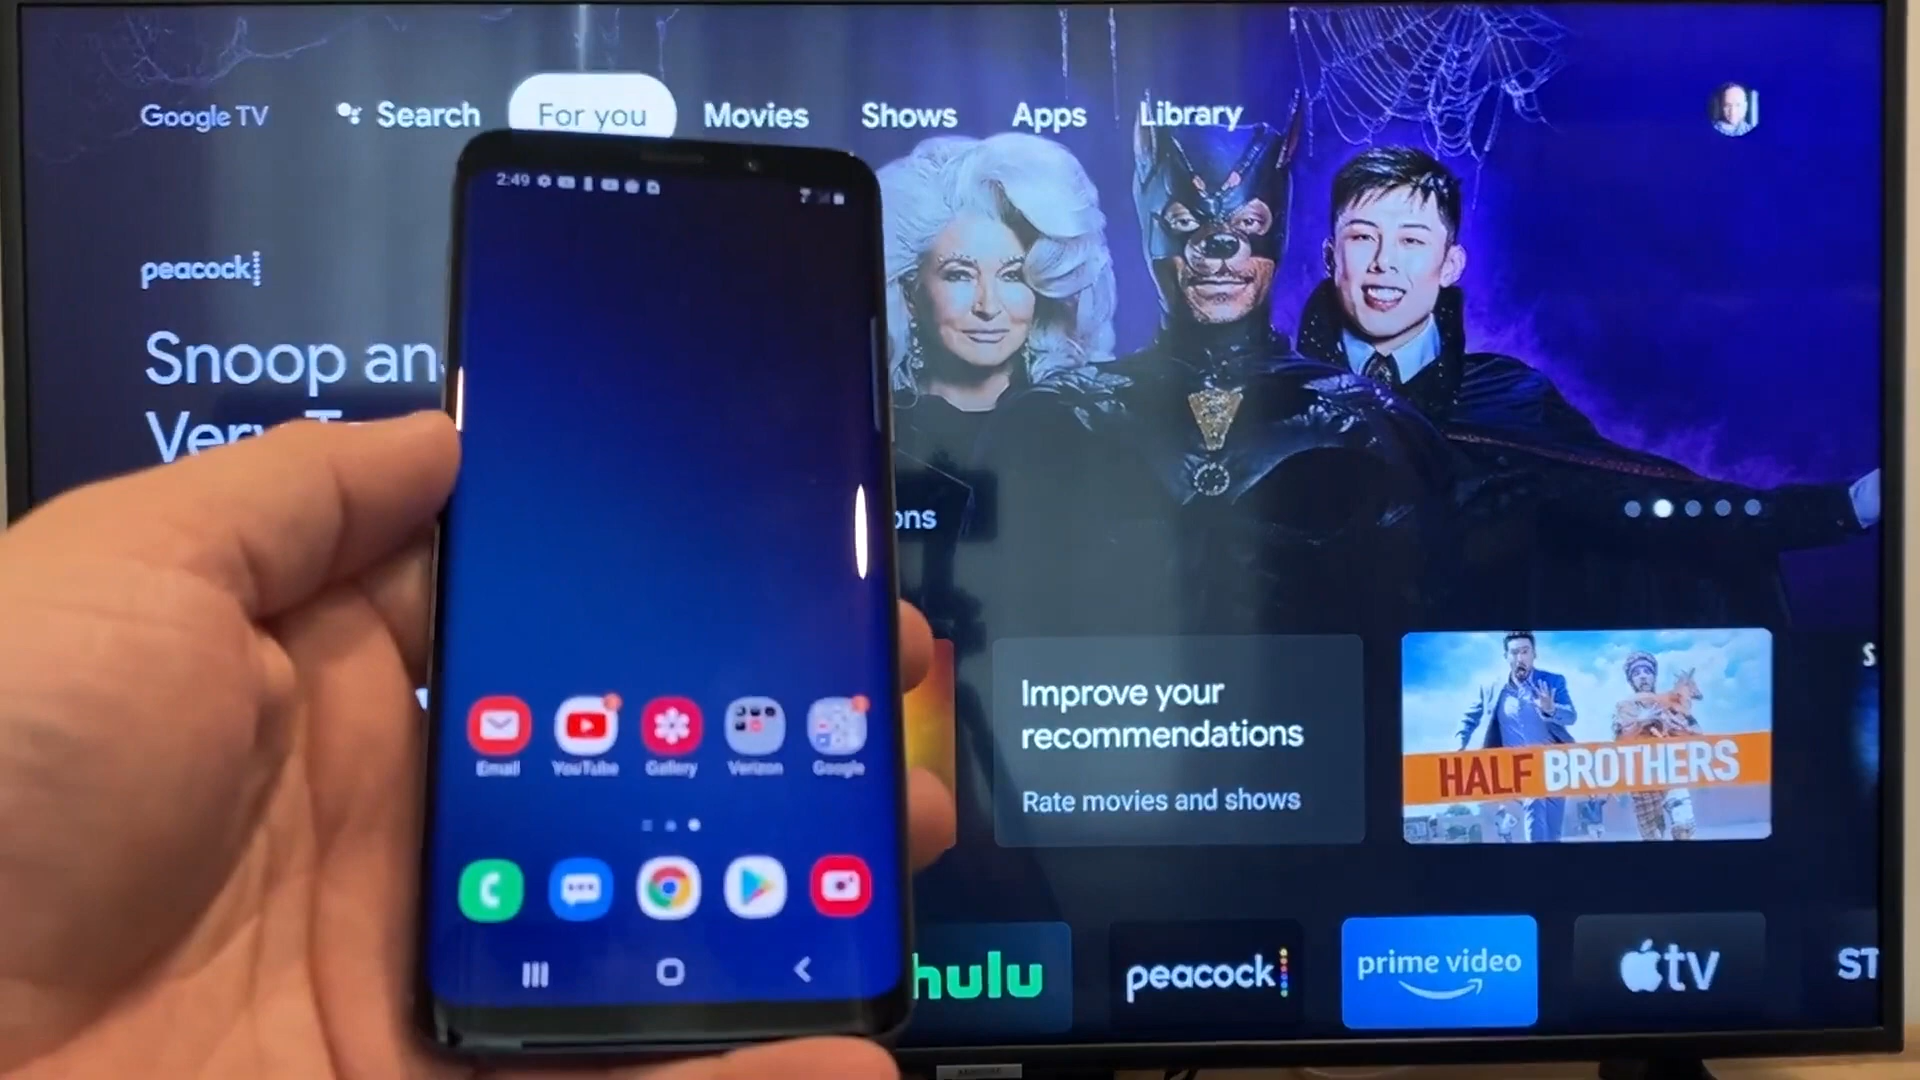 Google TV
Search
For you
Movies
Shows
Apps
Library
2:49
peacock
Snoop an
Very T
ons
Email
YouTube
Gallery
Verizon
Google
Improve your
recommendations
Rate movies and shows
HALF BROTHERS
S
hulu
peacock
prime video
tv
ST